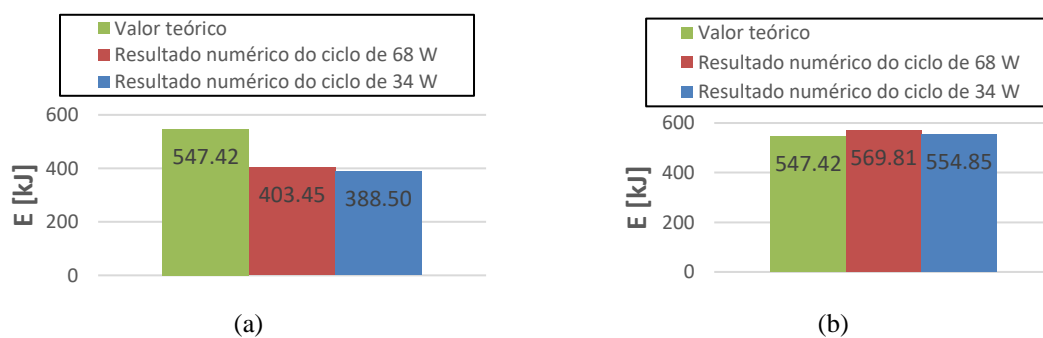 Valor teórico
Resultado numérico do ciclo de 68 W
Resultado numérico do ciclo de 34 W
E [kJ]
600
400
200
0
547.42
403.45
388.50
(a)
Valor teórico
Resultado numérico do ciclo de 68 W
Resultado numérico do ciclo de 34 W
E [kJ]
600
400
200
0
547.42
569.81
554.85
(b)